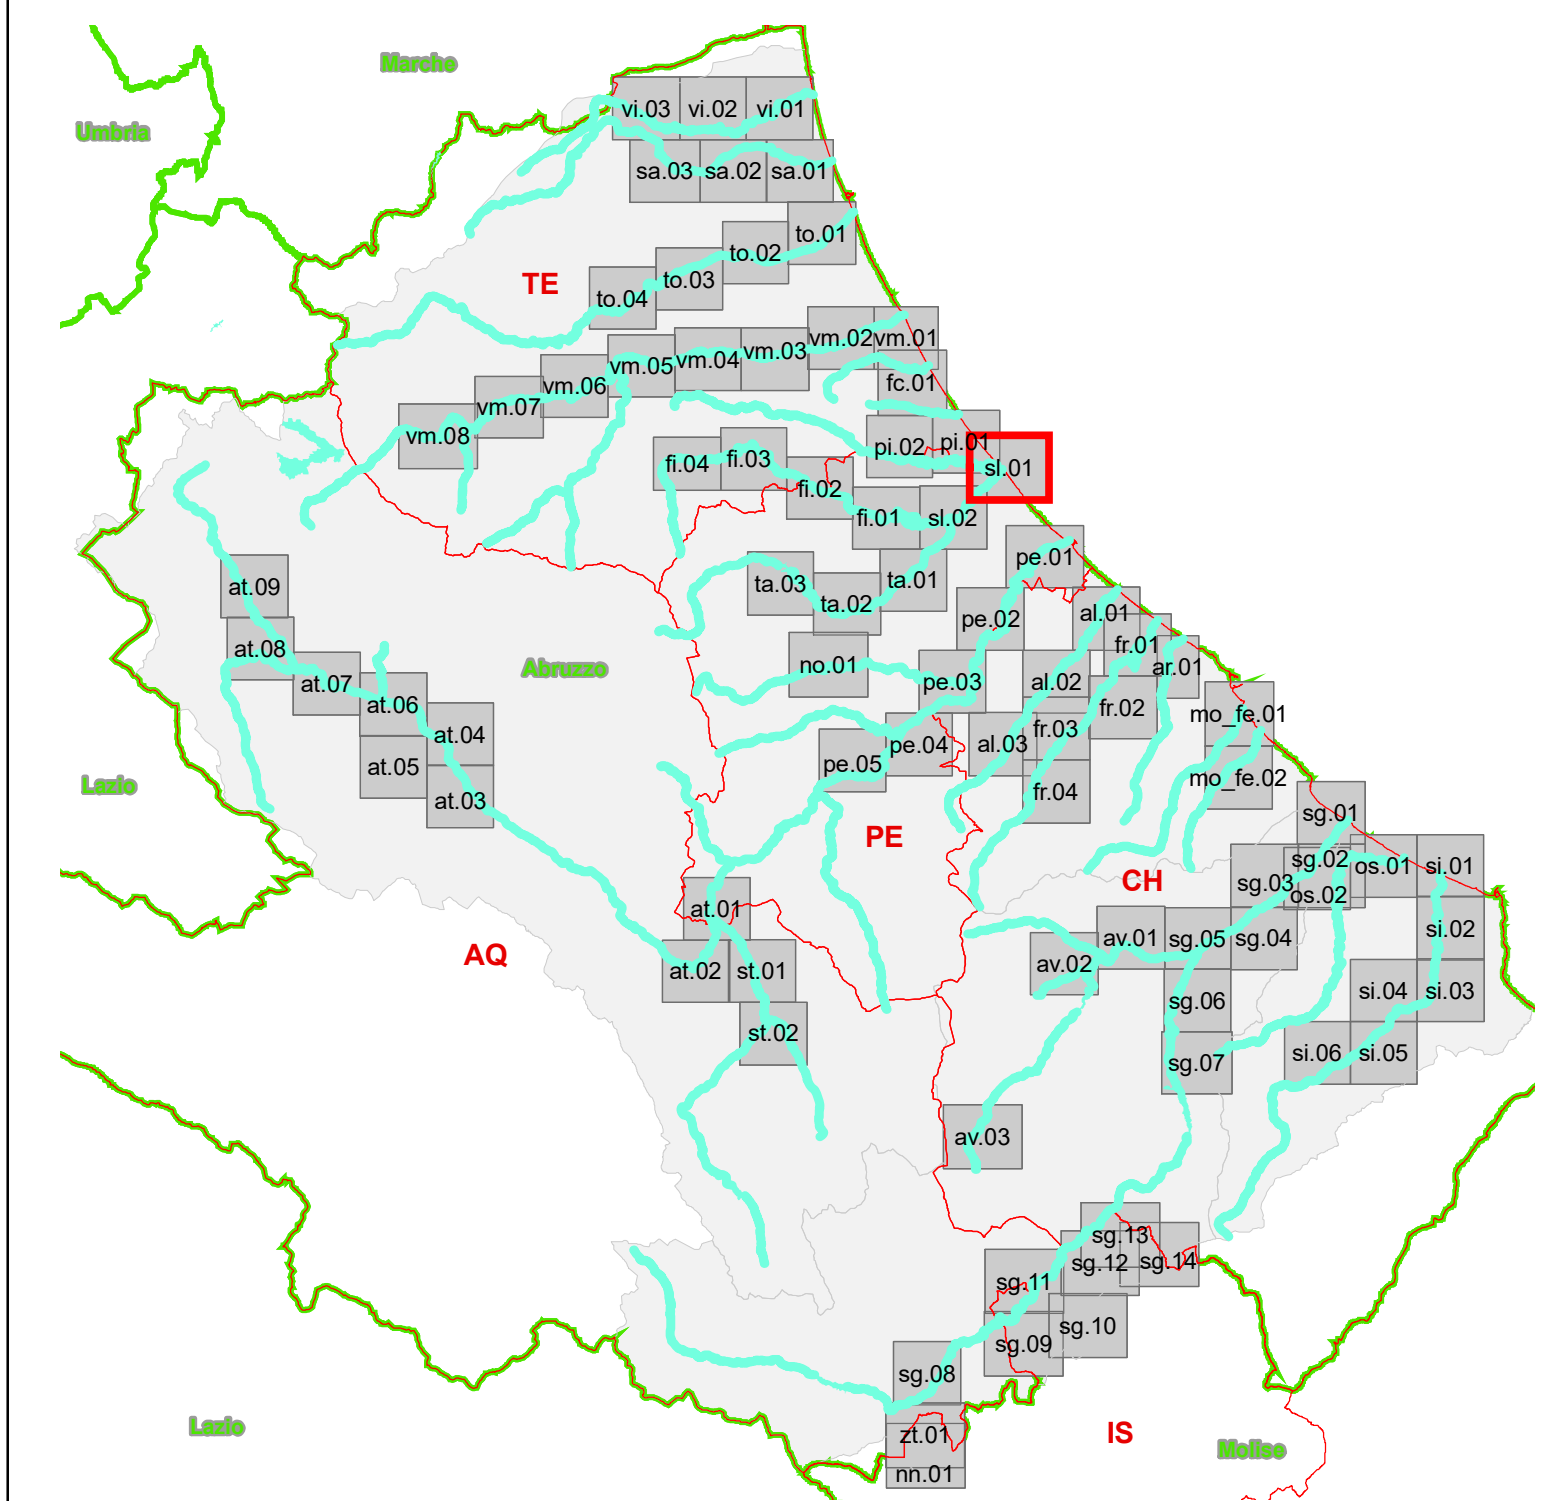 Marche
Umbria
vi.03
vi.02
vi.01
sa.03
sa.02
sa.01
to.01
to.02
to.03
to.04
TE
vm.01
vm.02
vm.03
vm.04
vm.05
vm.06
vm.07
vm.08
fc.01
pi.01
pi.02
sl.01
sl.02
fi.04
fi.03
fi.02
fi.01
ta.03
ta.02
ta.01
pe.01
pe.02
pe.03
pe.04
pe.05
no.01
Abruzzo
al.01
al.02
al.03
fr.01
fr.02
fr.03
fr.04
ar.01
mo_fe.01
mo_fe.02
at.09
at.08
at.07
at.06
at.05
at.04
at.03
Lazio
PE
CH
AQ
at.01
at.02
st.01
st.02
sg.01
sg.02
sg.03
os.01
os.02
si.01
si.02
si.03
si.04
si.05
si.06
av.01
av.02
av.03
sg.04
sg.05
sg.06
sg.07
sg.13
sg.12
sg.14
sg.11
sg.10
sg.09
sg.08
zt.01
nn.01
IS
Molise
Lazio